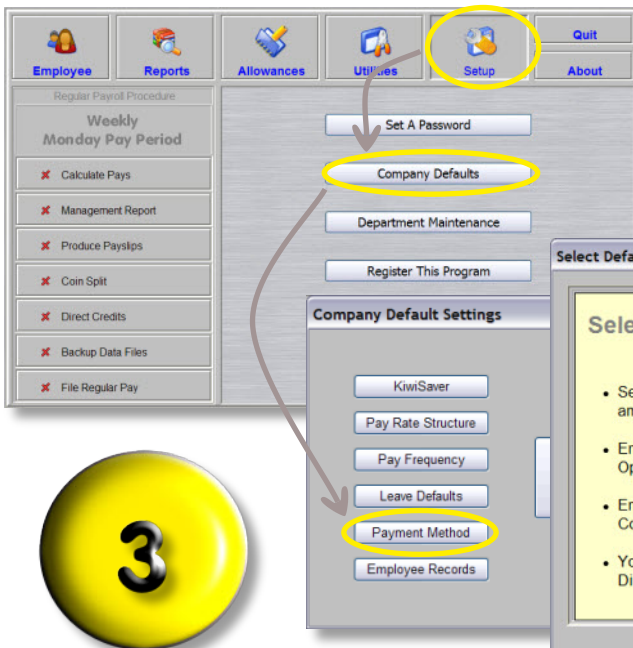 Employee
Reports
Allowances
Utilities
Setup
Quit
About
Regular Payroll Procedure
Weekly
Monday Pay Period
Calculate Pays
Management Report
Produce Payslips
Coin Split
Direct Credits
Backup Data Files
File Regular Pay
Set A Password
Company Defaults
Department Maintenance
Register This Program
Company Default Settings
KiwiSaver
Pay Rate Structure
Pay Frequency
Leave Defaults
Payment Method
Employee Records
Select
3